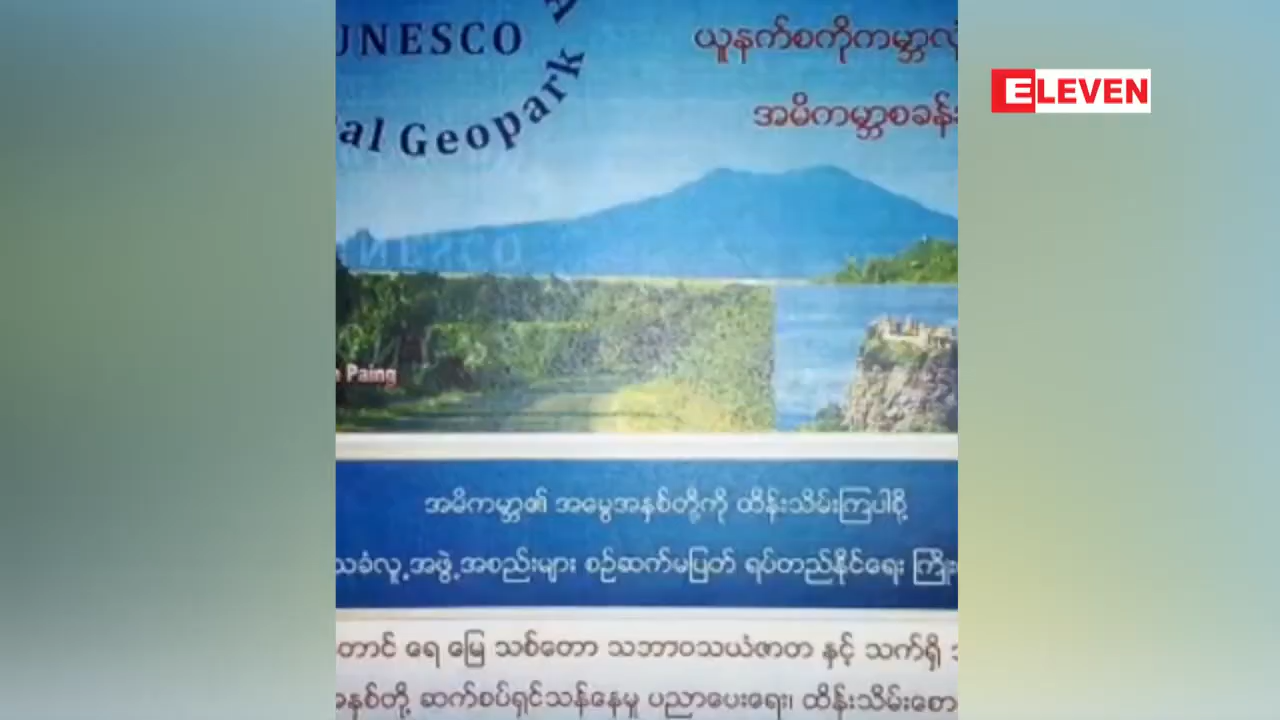 UNESCO
al Geopark
ယူနက်စကိုကမ္ဘာလုံ
အမိကမ္ဘာစခန်း
ELEVEN
Paing
အမိကမ္ဘာ၏ အမွေအနှစ်တို့ကို ထိန်းသိမ်းကြပါစို့
သခံလူ့အဖွဲ့အစည်းများ စဉ်ဆက်မပြတ် ရပ်တည်နိုင်ရေး ကြိုး
တောင် ရေ မြေ သစ်တော သဘာဝသယံဇာတ နှင့် သက်ရှိ
အနှစ်တို့ ဆက်စပ်ရှင်သန်နေမှု ပညာပေးရေး၊ ထိန်းသိမ်းစော